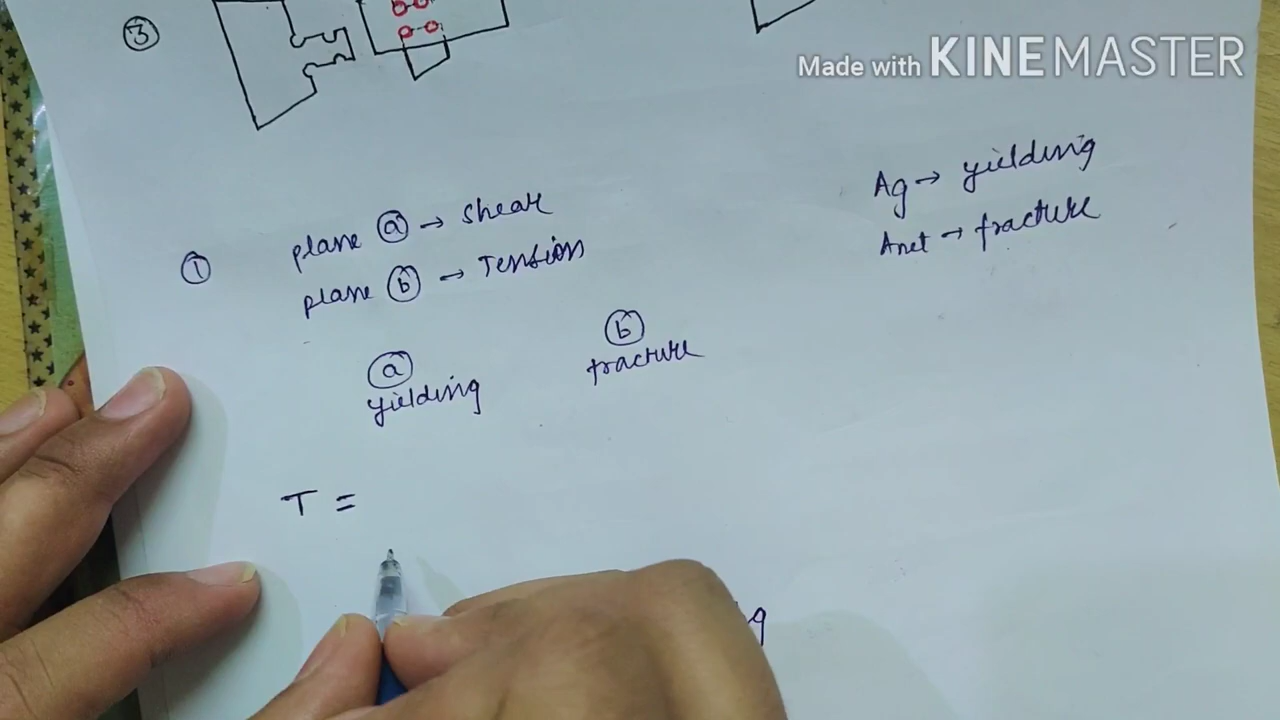 ③
Made with KINEMASTER
Ag → yielding
Anet → fracture
① plane ⓐ → shear
plane ⓑ → Tension
ⓐ ⓑ
yielding fracture
T =